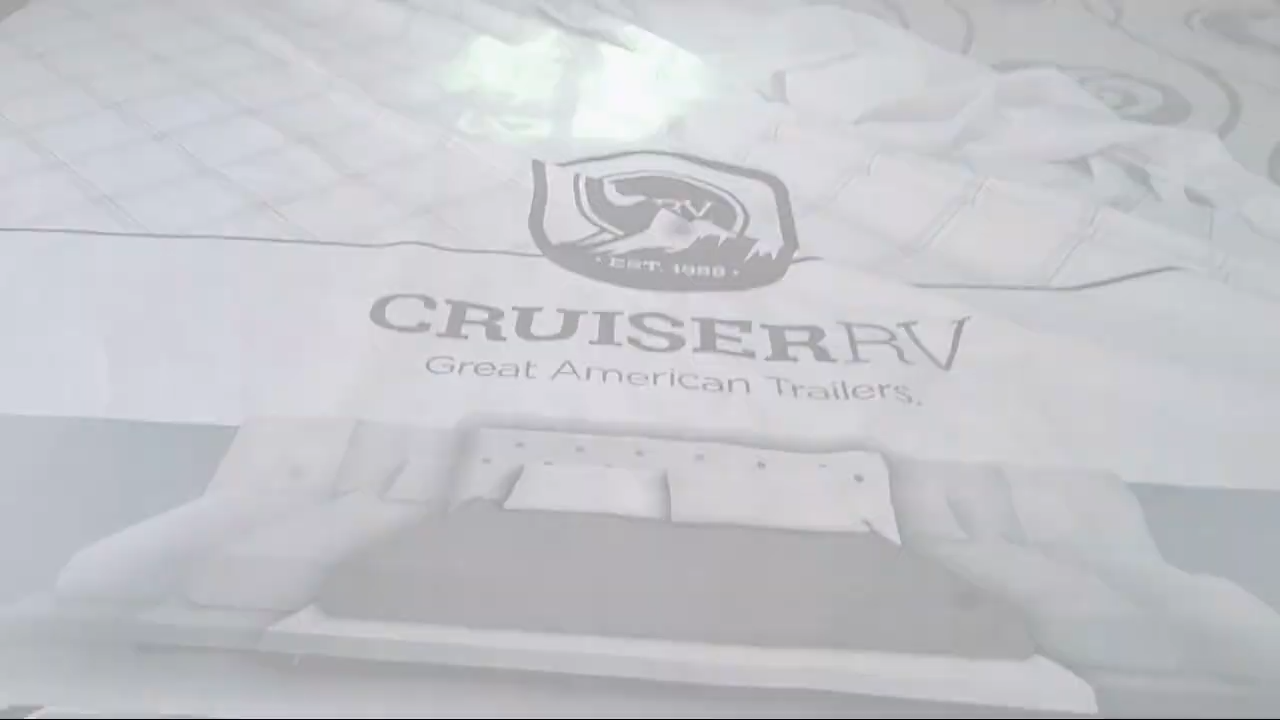 RV
• EST. 1988 •
CRUISERRV
Great American Trailers.